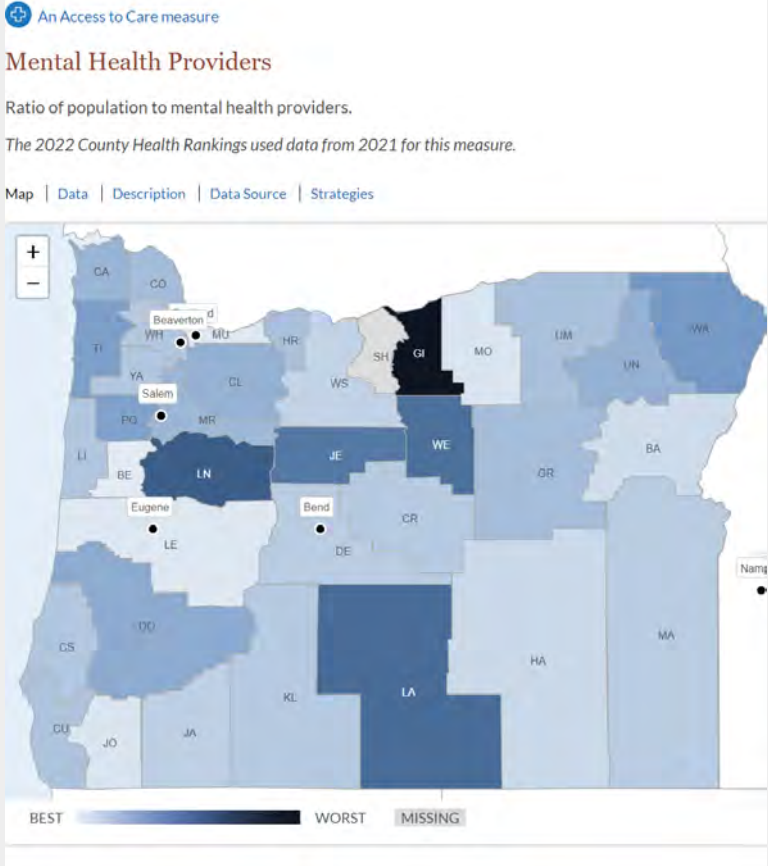 An Access to Care measure
Mental Health Providers
Ratio of population to mental health providers.
The 2022 County Health Rankings used data from 2021 for this measure.
Map | Data | Description | Data Source | Strategies
+
−
CA
CO
d
Beaverton
WH
MU
HR
TI
SH
GI
MO
UM
WA
UN
YA
CL
WS
Salem
PO
MR
LI
BE
LN
JE
WE
GR
BA
Eugene
LE
Bend
CR
DE
Namp
DO
CS
HA
MA
KL
LA
CU
JO
JA
BEST
WORST
MISSING